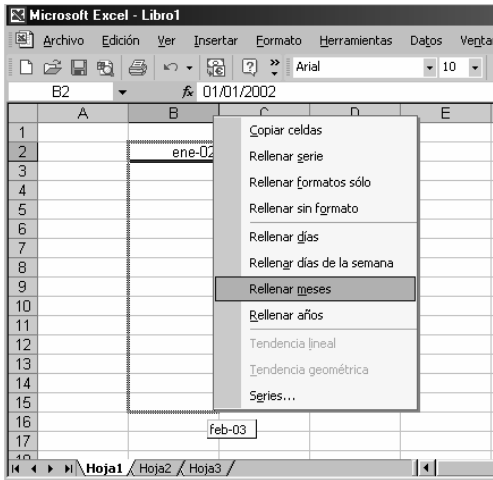 Microsoft Excel - Libro1
Archivo Edición Ver Insertar Formato Herramientas Datos Venta
Arial 10
B2 fx 01/01/2002
A B C D E
1
2 ene-02
3
4
5
6
7
8
9
10
11
12
13
14
15
16
17
18
Copiar celdas
Rellenar serie
Rellenar formatos sólo
Rellenar sin formato
Rellenar días
Rellenar días de la semana
Rellenar meses
Rellenar años
Tendencia lineal
Tendencia geométrica
Series...
feb-03
Hoja1 Hoja2 Hoja3